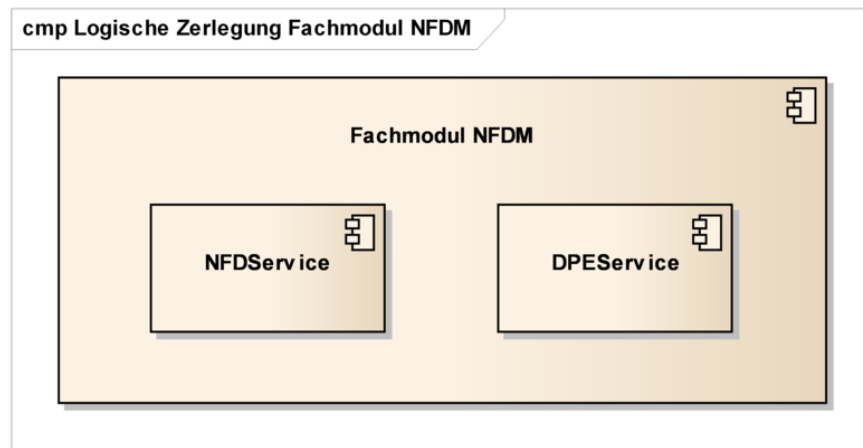 cmp Logische Zerlegung Fachmodul NFDM
Fachmodul NFDM
NFDService
DPEService